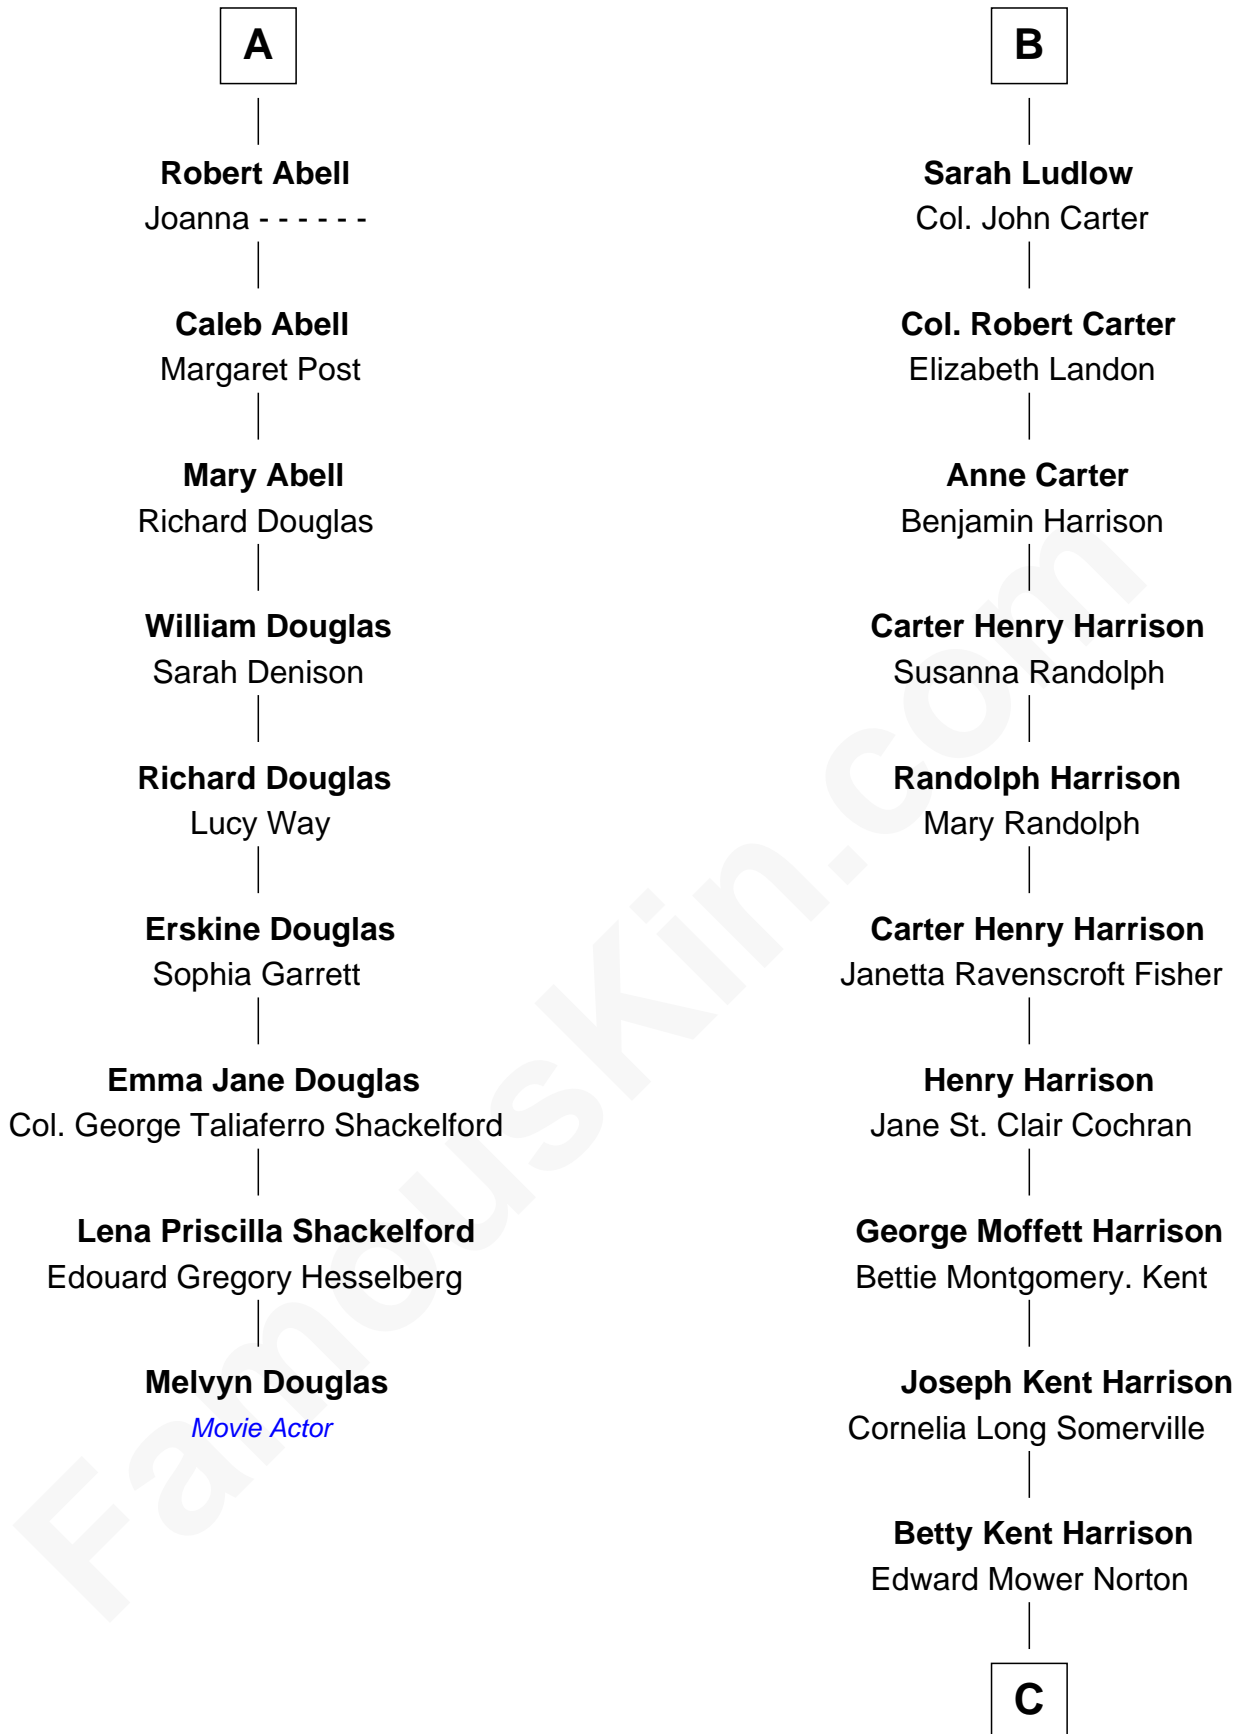 A
Robert Abell
Joanna - - - - - -
Caleb Abell
Margaret Post
Mary Abell
Richard Douglas
William Douglas
Sarah Denison
Richard Douglas
Lucy Way
Erskine Douglas
Sophia Garrett
Emma Jane Douglas
Col. George Taliaferro Shackelford
Lena Priscilla Shackelford
Edouard Gregory Hesselberg
Melvyn Douglas
Movie Actor
B
Sarah Ludlow
Col. John Carter
Col. Robert Carter
Elizabeth Landon
Anne Carter
Benjamin Harrison
Carter Henry Harrison
Susanna Randolph
Randolph Harrison
Mary Randolph
Carter Henry Harrison
Janetta Ravenscroft Fisher
Henry Harrison
Jane St. Clair Cochran
George Moffett Harrison
Bettie Montgomery. Kent
Joseph Kent Harrison
Cornelia Long Somerville
Betty Kent Harrison
Edward Mower Norton
C
FamousKin.com